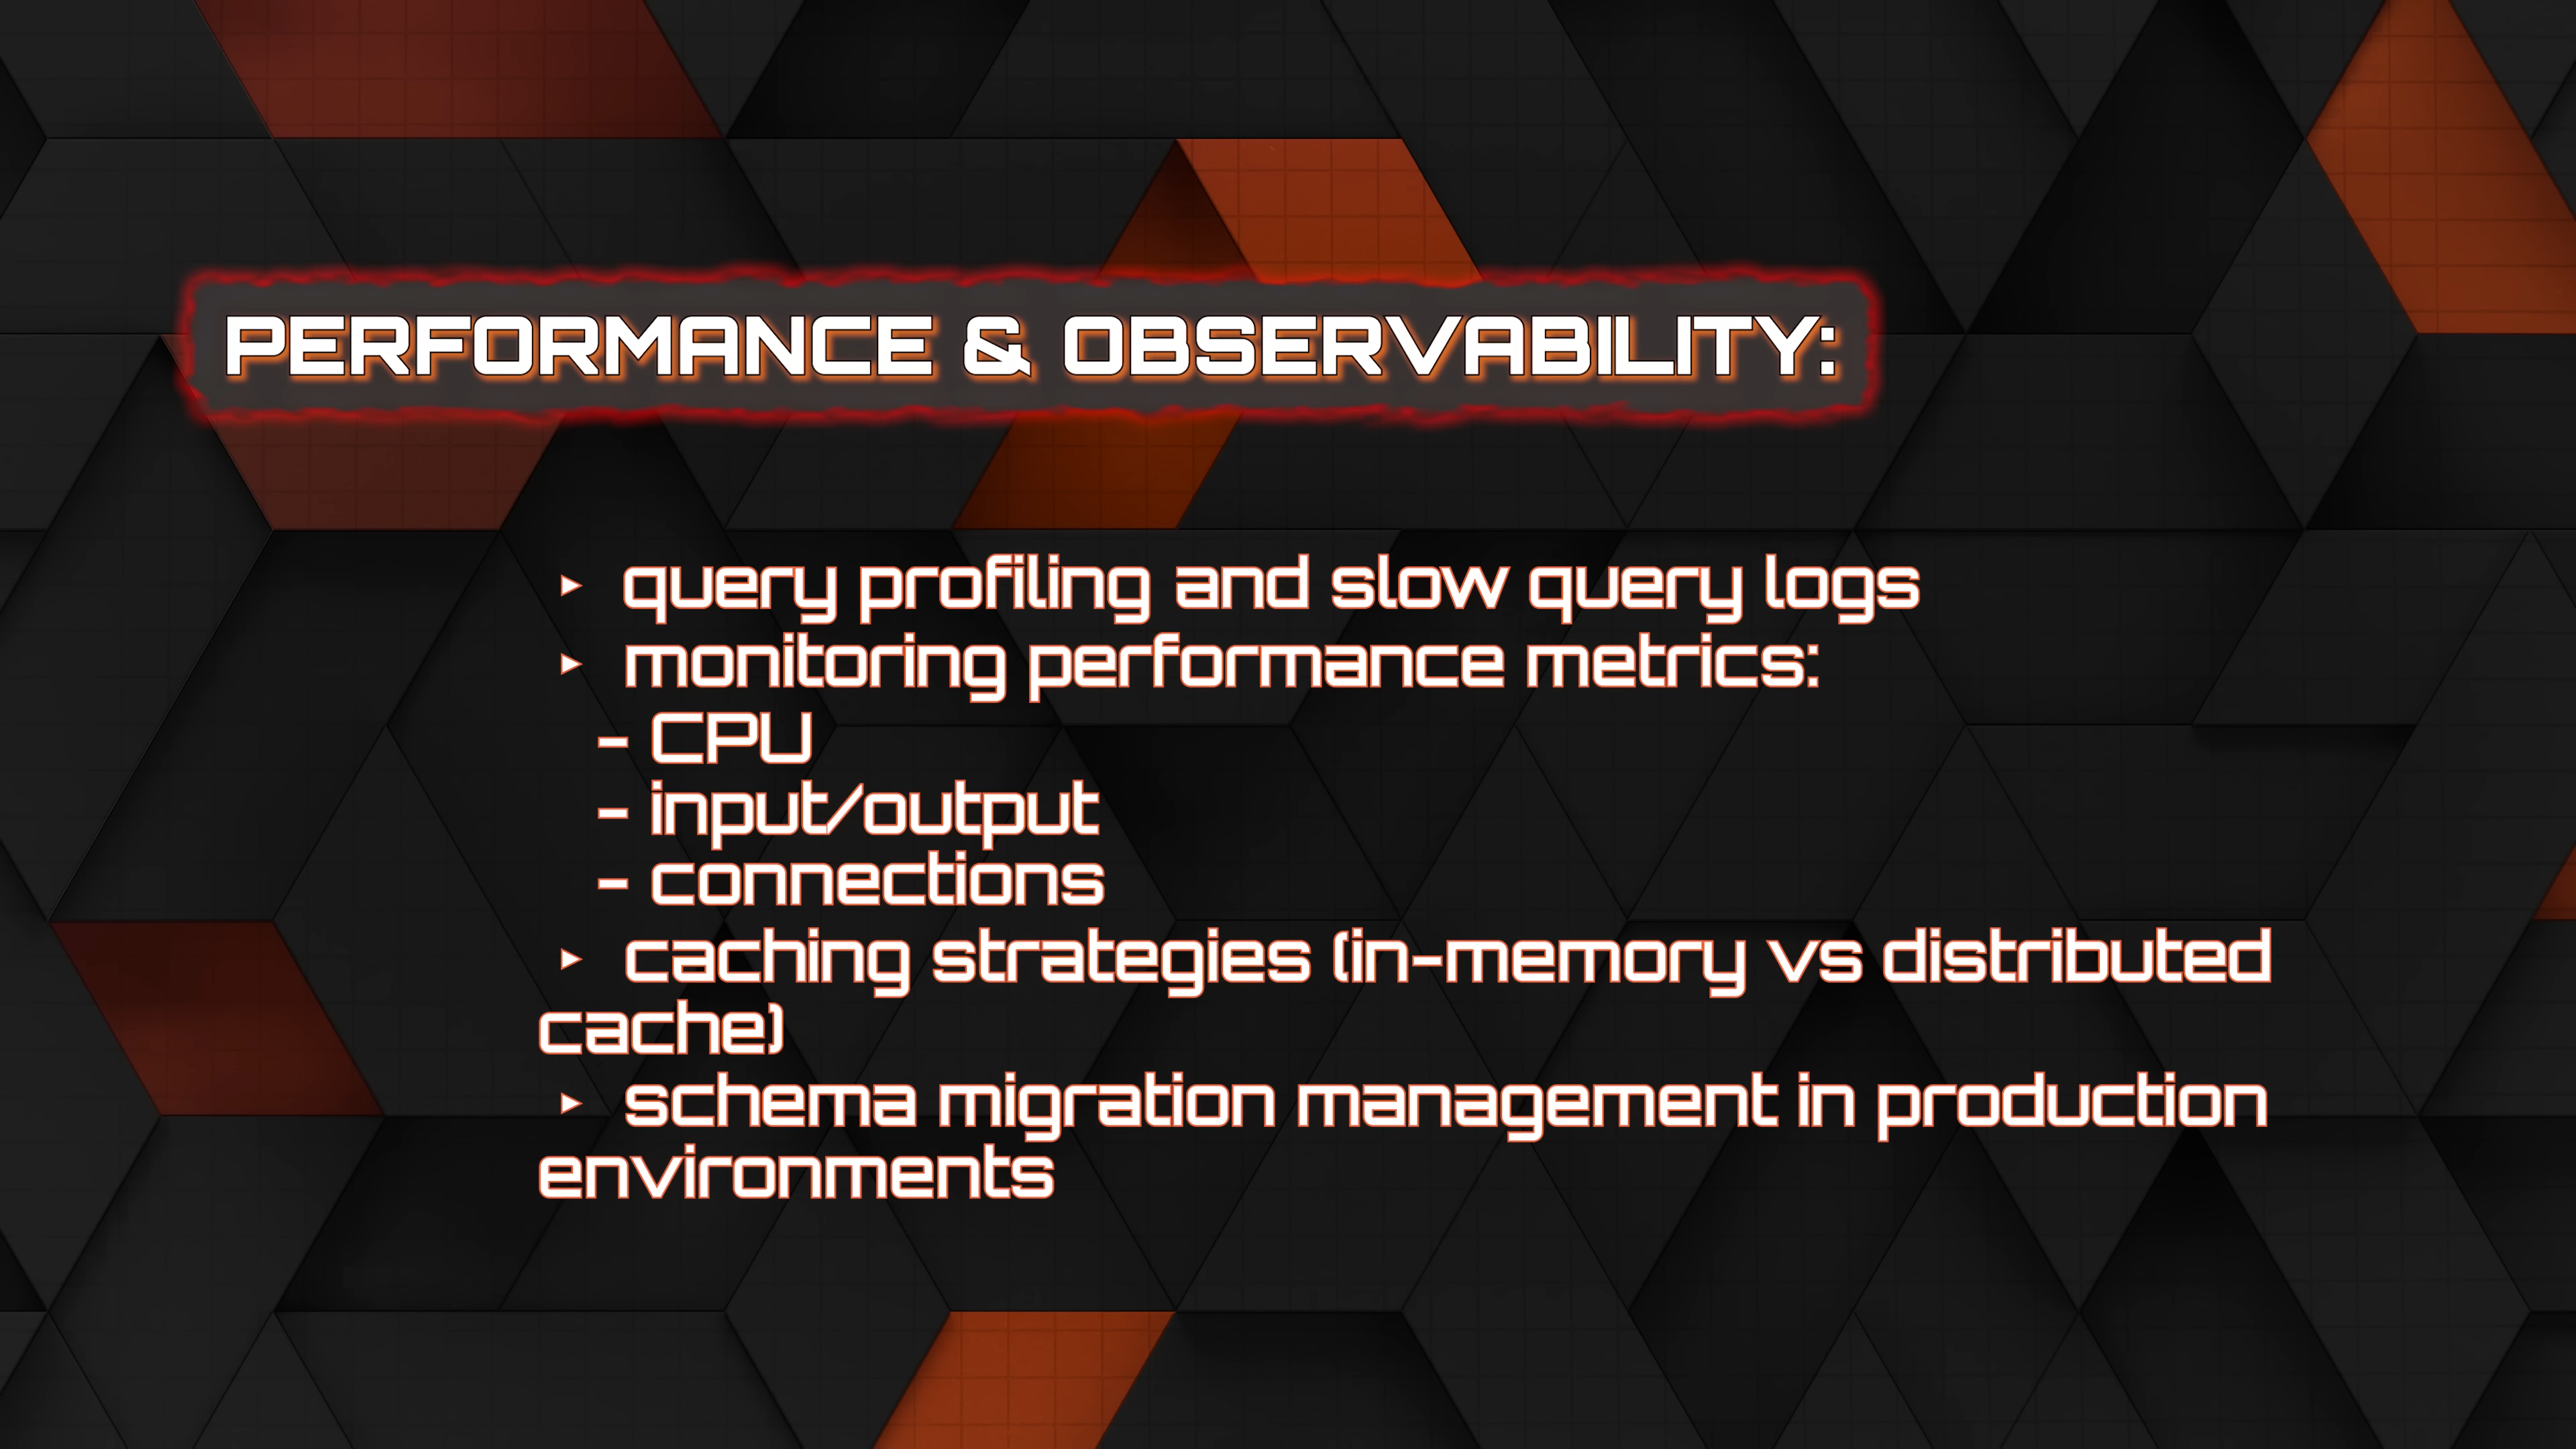 PERFORMANCE & OBSERVABILITY:
▸ query profiling and slow query logs
▸ monitoring performance metrics:
- CPU
- input/output
- connections
▸ caching strategies (in-memory vs distributed
cache)
▸ schema migration management in production
environments